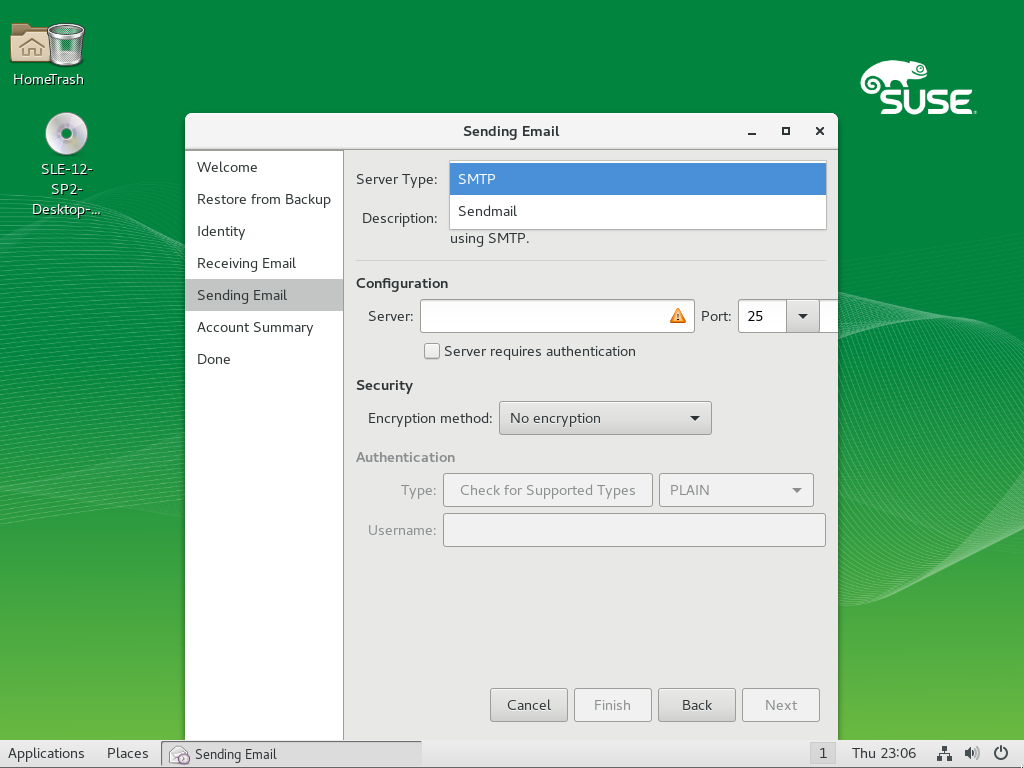 Home
Trash
SUSE
SLE-12-
SP2-
Desktop-...
Sending Email
Welcome
Restore from Backup
Identity
Receiving Email
Sending Email
Account Summary
Done
Server Type:
SMTP
Sendmail
Description:
using SMTP.
Configuration
Server:
Port: 25
Server requires authentication
Security
Encryption method: No encryption
Authentication
Type: Check for Supported Types PLAIN
Username:
Cancel Finish Back Next
Applications Places Sending Email 1 Thu 23:06